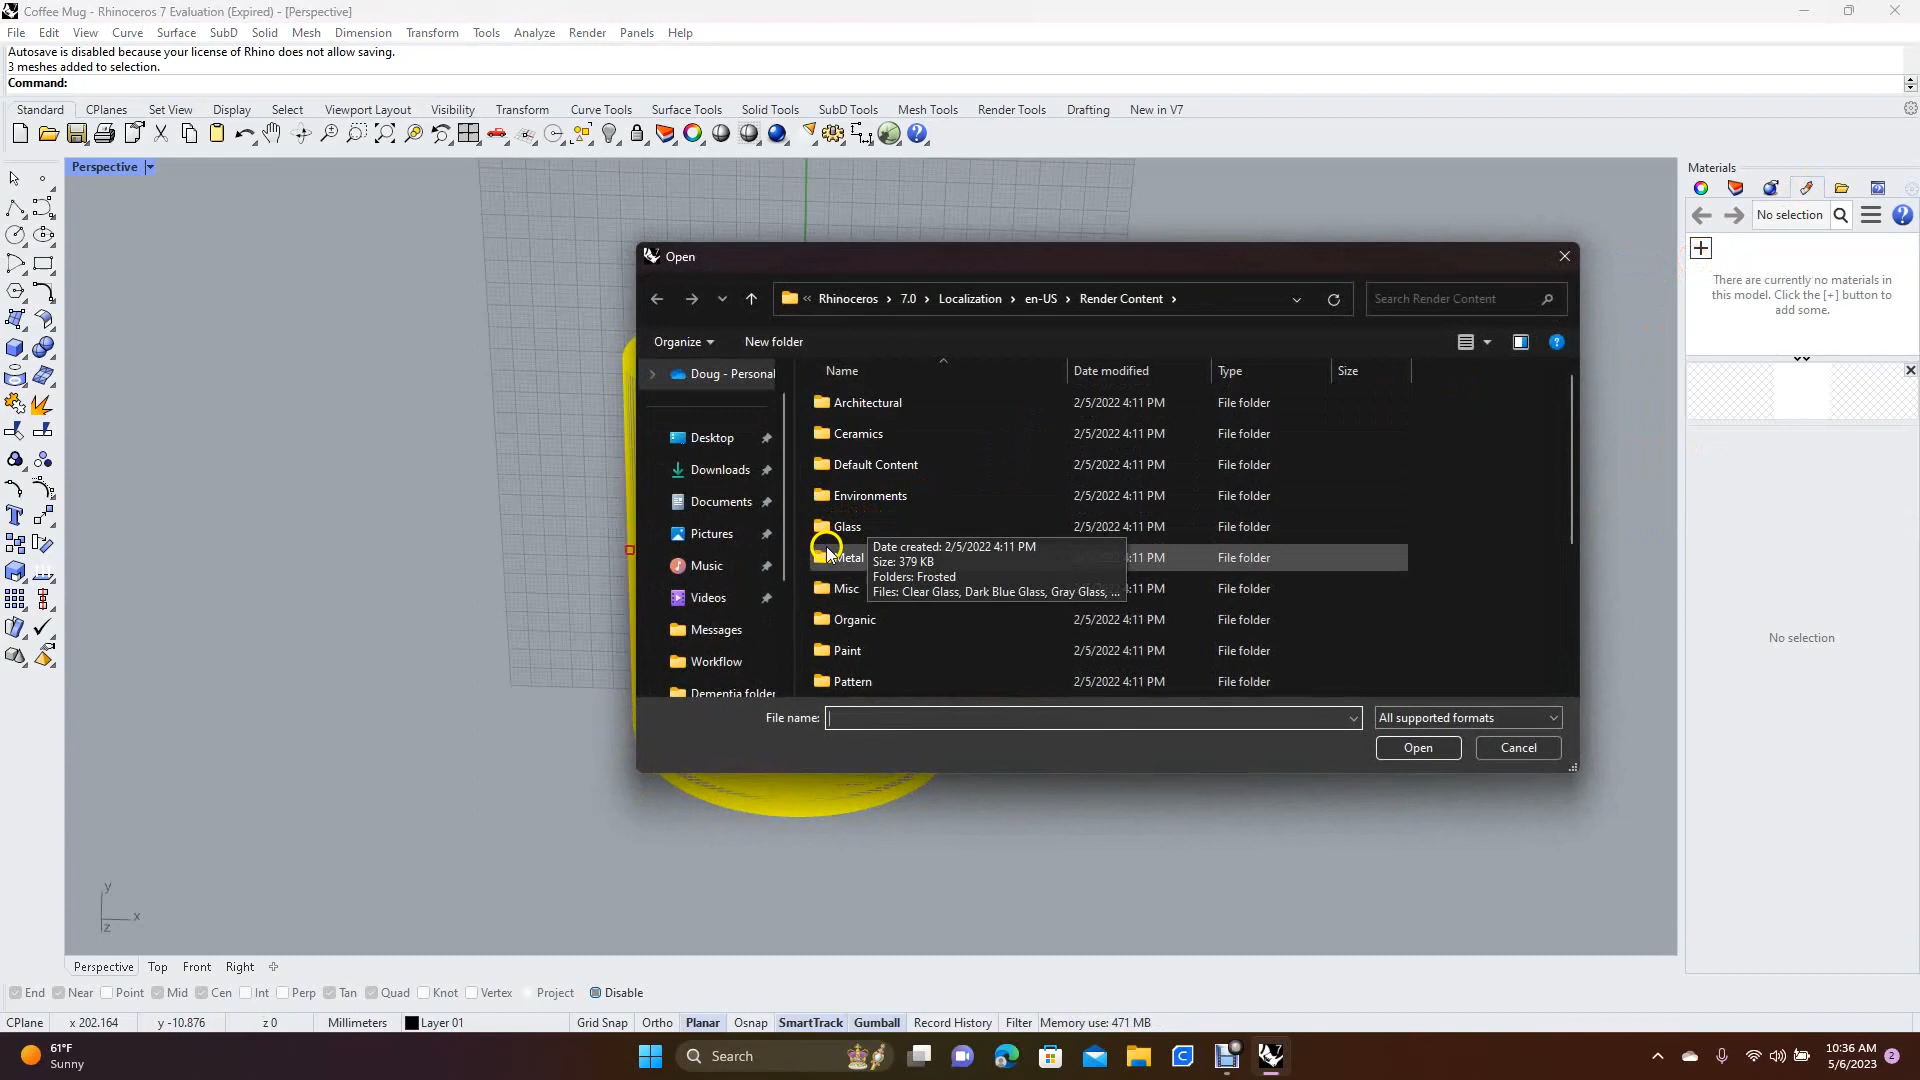 Coffee Mug - Rhinoceros 7 Evaluation (Expired) - [Perspective]
File Edit View Curve Surface SubD Solid Mesh Dimension Transform Tools Analyze Render Panels Help
Autosave is disabled because your license of Rhino does not allow saving.
3 meshes added to selection.
Command:
Standard CPlanes Set View Display Select Viewport Layout Visibility Transform Curve Tools Surface Tools Solid Tools SubD Tools Mesh Tools Render Tools Drafting New in V7
Perspective
Materials
No selection
There are currently no materials in
this model. Click the [+] button to
add some.
No selection
Open
« Rhinoceros › 7.0 › Localization › en-US › Render Content ›
Search Render Content
Organize New folder
Doug - Personal
Desktop
Downloads
Documents
Pictures
Music
Videos
Messages
Workflow
Dementia folder
Name Date modified Type Size
Architectural 2/5/2022 4:11 PM File folder
Ceramics 2/5/2022 4:11 PM File folder
Default Content 2/5/2022 4:11 PM File folder
Environments 2/5/2022 4:11 PM File folder
Glass 2/5/2022 4:11 PM File folder
Metal 4:11 PM File folder
Misc 4:11 PM File folder
Organic 2/5/2022 4:11 PM File folder
Paint 2/5/2022 4:11 PM File folder
Pattern 2/5/2022 4:11 PM File folder
Date created: 2/5/2022 4:11 PM
Size: 379 KB
Folders: Frosted
Files: Clear Glass, Dark Blue Glass, Gray Glass, ...
File name: All supported formats
Open Cancel
y
x
z
Perspective Top Front Right
End Near Point Mid Cen Int Perp Tan Quad Knot Vertex Project Disable
CPlane x 202.164 y -10.876 z 0 Millimeters Layer 01 Grid Snap Ortho Planar Osnap SmartTrack Gumball Record History Filter Memory use: 471 MB
61°F
Sunny
Search
10:36 AM
5/6/2023
2